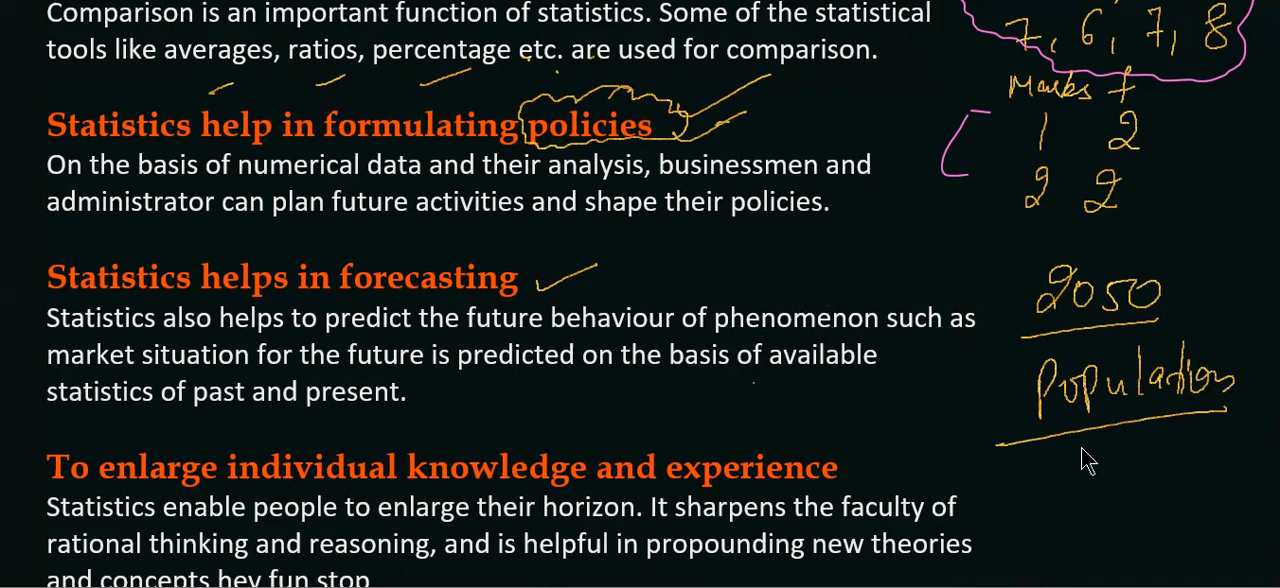 Comparison is an important function of statistics. Some of the statistical
tools like averages, ratios, percentage etc. are used for comparison.
7, 6, 7, 8
Marks f
1 2
2 2
Statistics help in formulating policies
On the basis of numerical data and their analysis, businessmen and
administrator can plan future activities and shape their policies.
Statistics helps in forecasting
Statistics also helps to predict the future behaviour of phenomenon such as
market situation for the future is predicted on the basis of available
statistics of past and present.
2050
Population
To enlarge individual knowledge and experience
Statistics enable people to enlarge their horizon. It sharpens the faculty of
rational thinking and reasoning, and is helpful in propounding new theories
and concepts hey fun stop